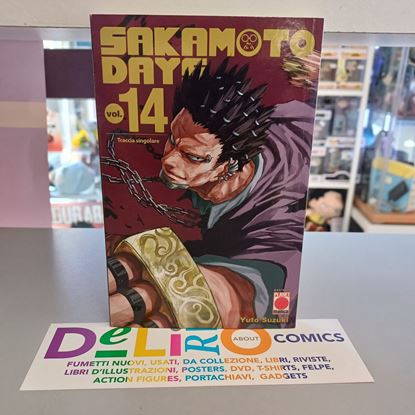 SAKAMOTO
DAYS
vol. 14
Traccia singolare
Yuto Suzuki
DeLiRO ABOUT COMICS
FUMETTI NUOVI, USATI, DA COLLEZIONE, LIBRI, RIVISTE,
LIBRI D'ILLUSTRAZIONI, POSTERS, DVD, T-SHIRTS, FELPE,
ACTION FIGURES, PORTACHIAVI, GADGETS